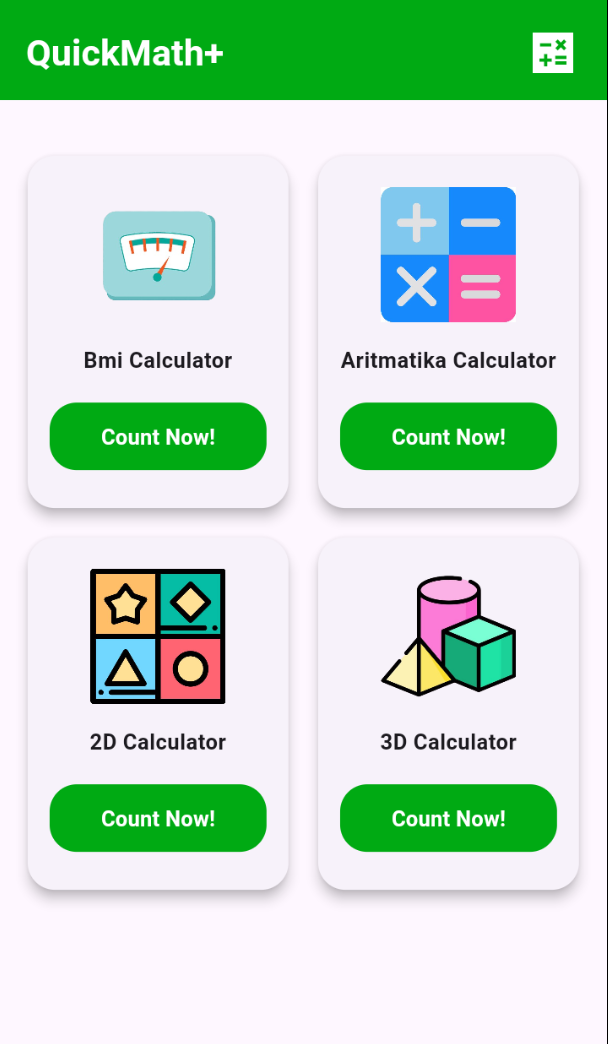 QuickMath+
Bmi Calculator
Aritmatika Calculator
Count Now!
Count Now!
2D Calculator
3D Calculator
Count Now!
Count Now!